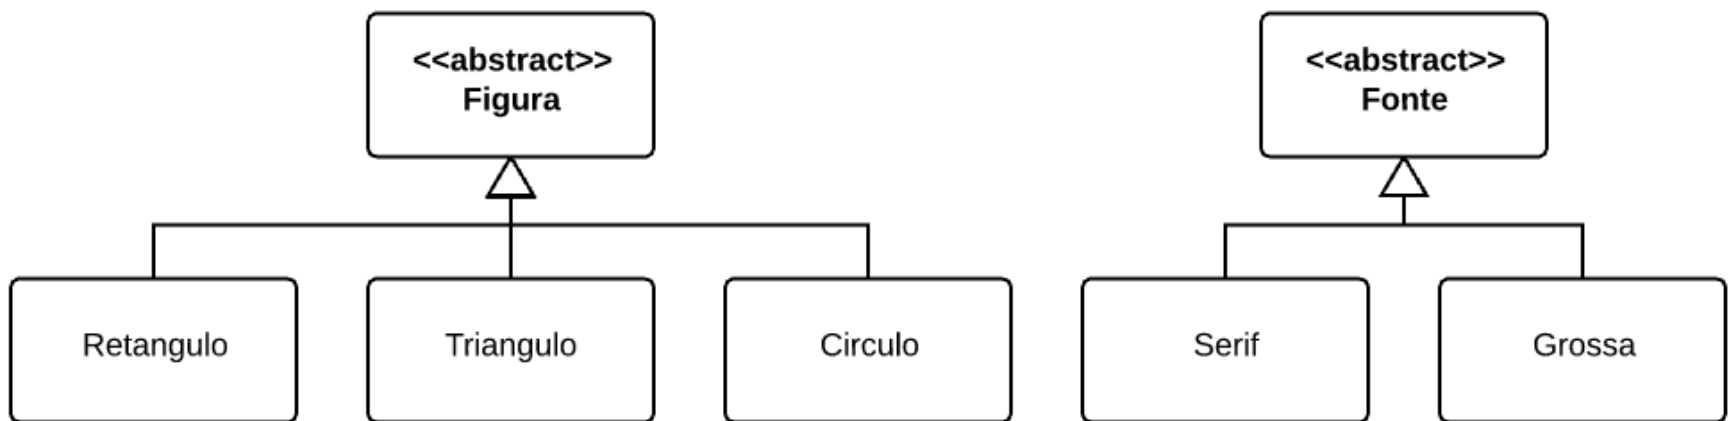 <<abstract>>
Figura
<<abstract>>
Fonte
Retangulo
Triangulo
Circulo
Serif
Grossa